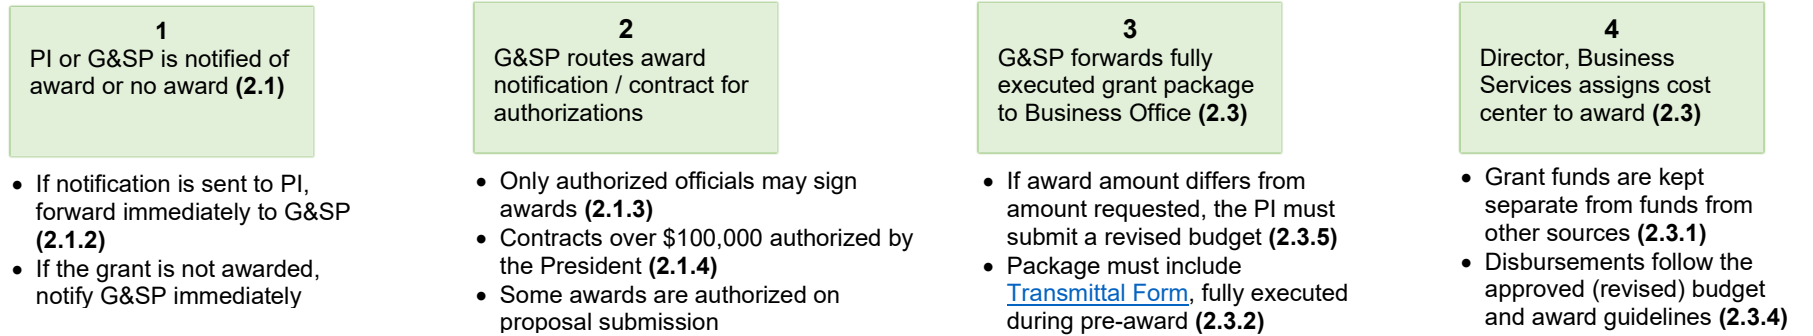 1
PI or G&SP is notified of
award or no award (2.1)
• If notification is sent to PI,
forward immediately to G&SP
(2.1.2)
• If the grant is not awarded,
notify G&SP immediately
2
G&SP routes award
notification / contract for
authorizations
• Only authorized officials may sign
awards (2.1.3)
• Contracts over $100,000 authorized by
the President (2.1.4)
• Some awards are authorized on
proposal submission
3
G&SP forwards fully
executed grant package
to Business Office (2.3)
• If award amount differs from
amount requested, the PI must
submit a revised budget (2.3.5)
• Package must include
Transmittal Form, fully executed
during pre-award (2.3.2)
4
Director, Business
Services assigns cost
center to award (2.3)
• Grant funds are kept
separate from funds from
other sources (2.3.1)
• Disbursements follow the
approved (revised) budget
and award guidelines (2.3.4)